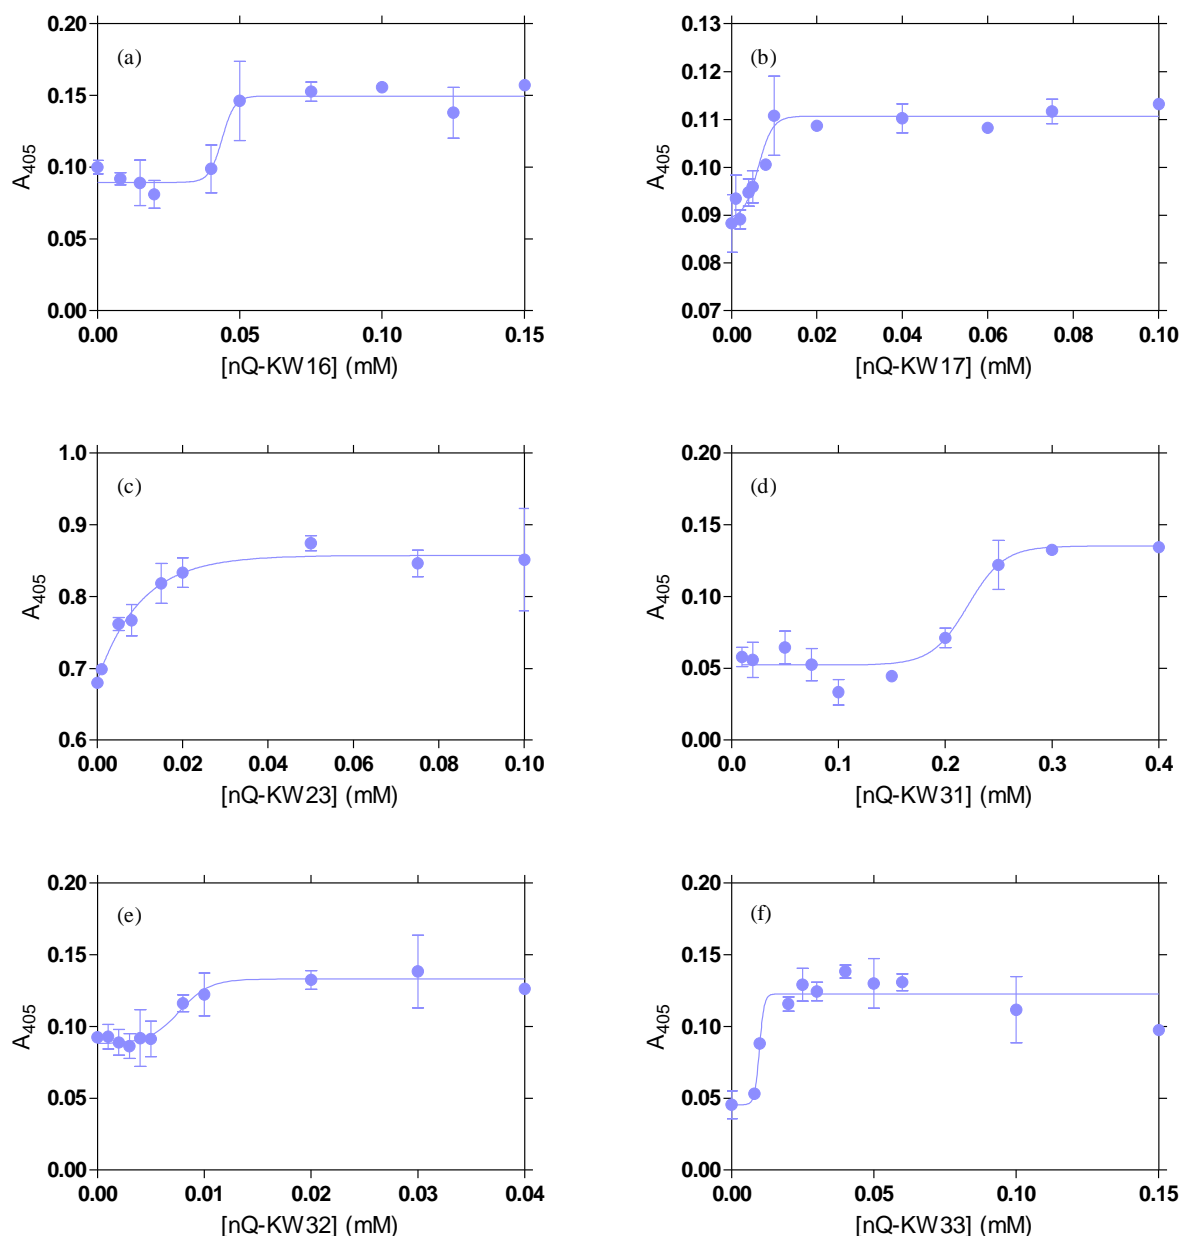 (a)
0.20
0.15
0.10
0.05
0.00
A405
0.00 0.05 0.10 0.15
[nQ-KW16] (mM)
(b)
0.13
0.12
0.11
0.10
0.09
0.08
0.07
A405
0.00 0.02 0.04 0.06 0.08 0.10
[nQ-KW17] (mM)
(c)
1.0
0.9
0.8
0.7
0.6
A405
0.00 0.02 0.04 0.06 0.08 0.10
[nQ-KW23] (mM)
(d)
0.20
0.15
0.10
0.05
0.00
A405
0.0 0.1 0.2 0.3 0.4
[nQ-KW31] (mM)
(e)
0.20
0.15
0.10
0.05
0.00
A405
0.00 0.01 0.02 0.03 0.04
[nQ-KW32] (mM)
(f)
0.20
0.15
0.10
0.05
0.00
A405
0.00 0.05 0.10 0.15
[nQ-KW33] (mM)